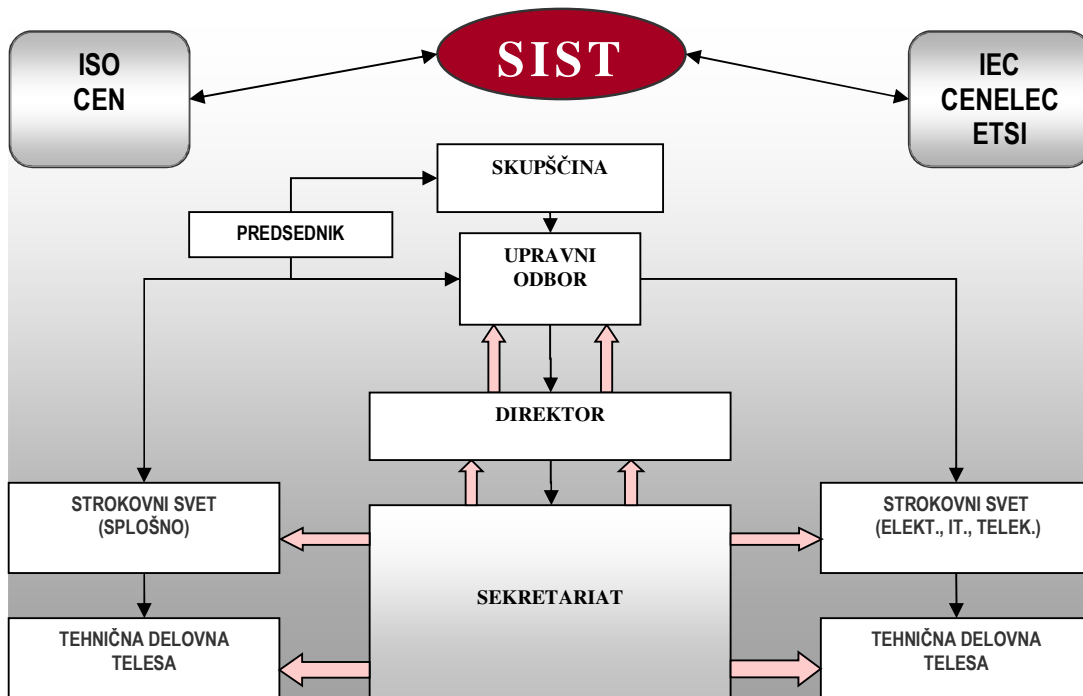 ISO
CEN
SIST
IEC
CENELEC
ETSI
SKUPŠČINA
PREDSEDNIK
UPRAVNI
ODBOR
DIREKTOR
STROKOVNI SVET
(SPLOŠNO)
STROKOVNI SVET
(ELEKT., IT., TELEK.)
SEKRETARIAT
TEHNIČNA DELOVNA
TELESA
TEHNIČNA DELOVNA
TELESA